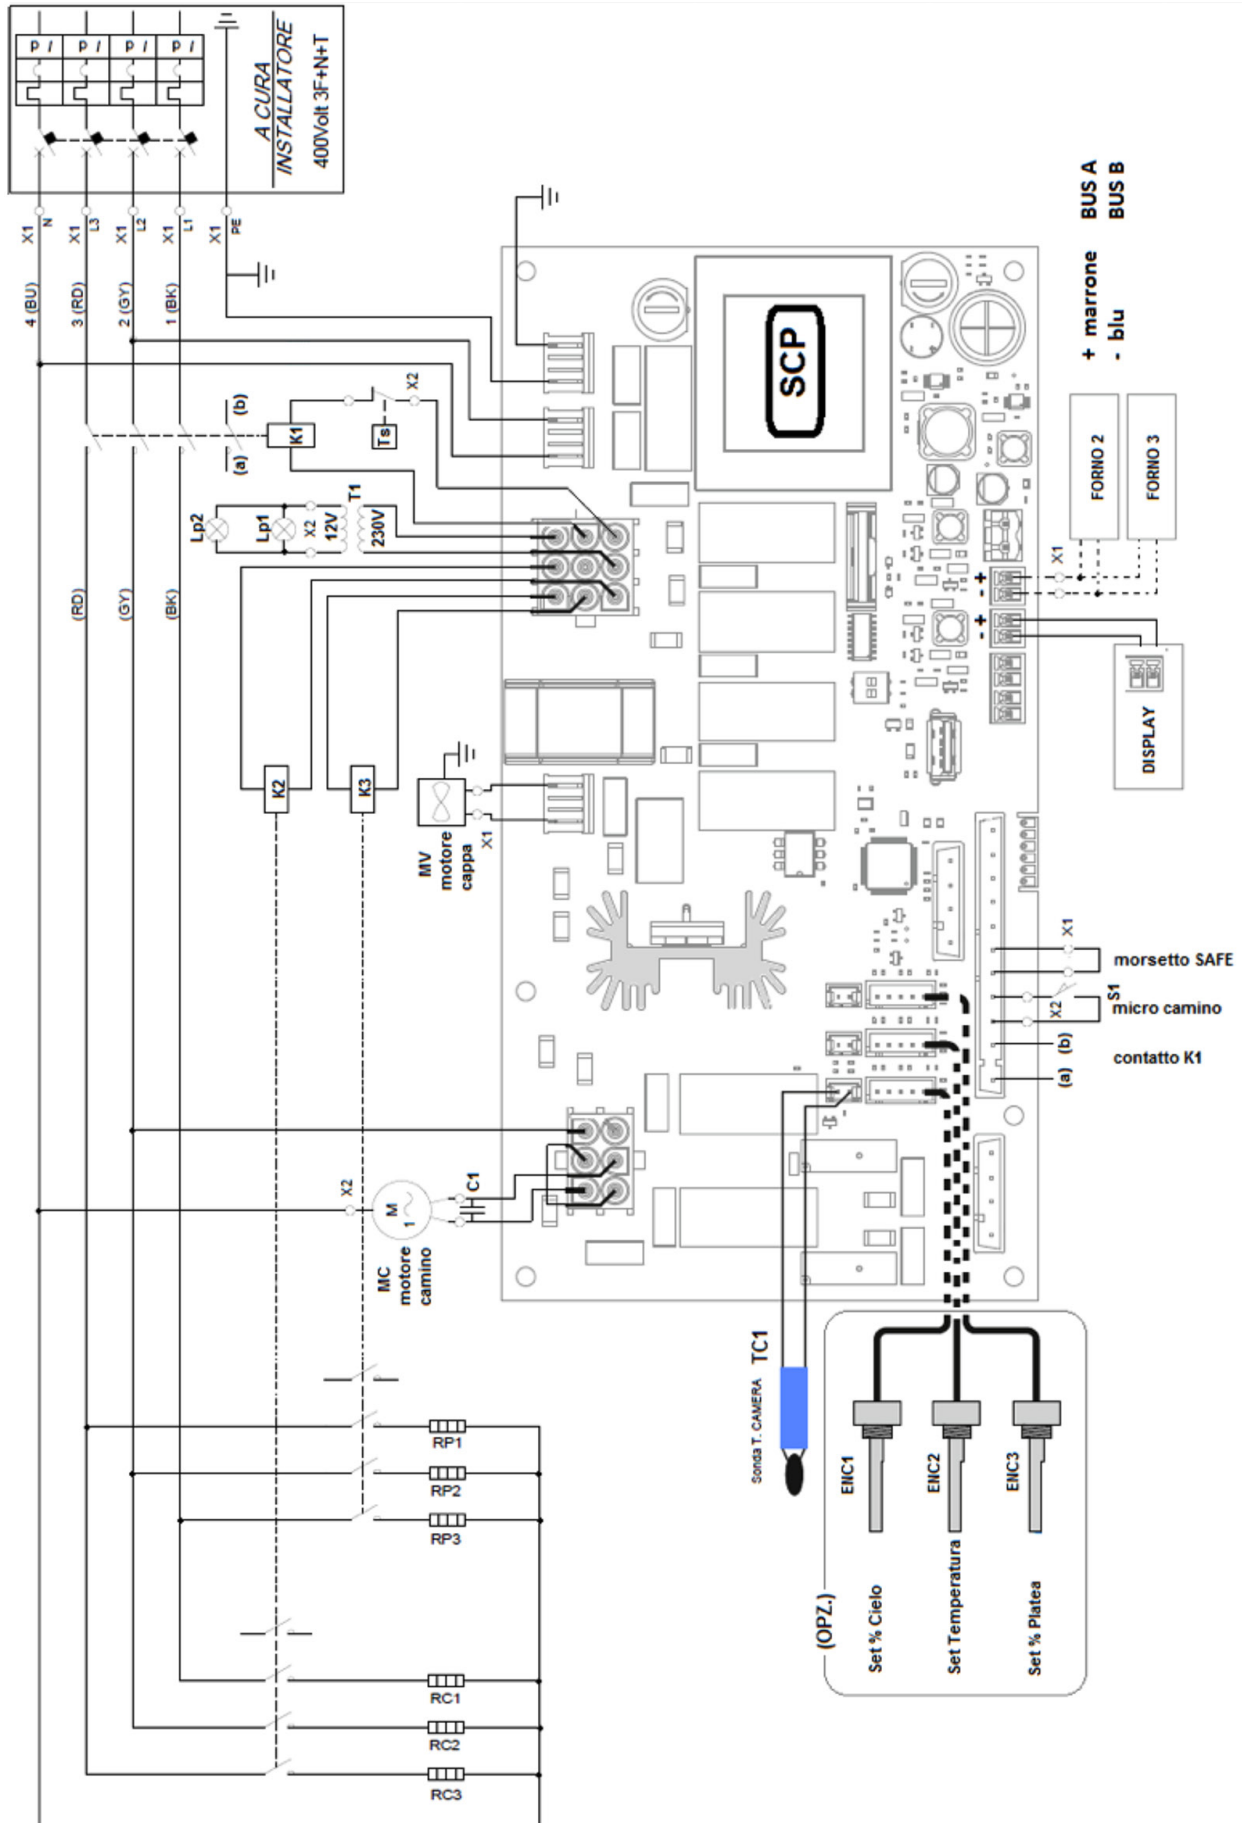 A CURA
INSTALLATORE
400Volt 3F+N+T
X1
N
X1
L3
X1
L2
X1
L1
X1
PE
4 (BU)
3 (RD)
2 (GY)
1 (BK)
(b)
(a)
K1
Ts
X2
Lp2
Lp1
X2
12V
T1
230V
(RD)
(GY)
(BK)
SCP
+ marrone BUS A
- blu BUS B
FORNO 2
FORNO 3
X1
+
-
+
-
DISPLAY
K2
K3
MV
motore
cappa
X1
X1
morsetto SAFE
X2
S1
micro camino
(b)
(a)
contatto K1
X2
M
1
C1
MC
motore
camino
RP1
RP2
RP3
RC1
RC2
RC3
Sonda T. CAMERA TC1
(OPZ.)
ENC1
ENC2
ENC3
Set % Cielo
Set Temperatura
Set % Platea